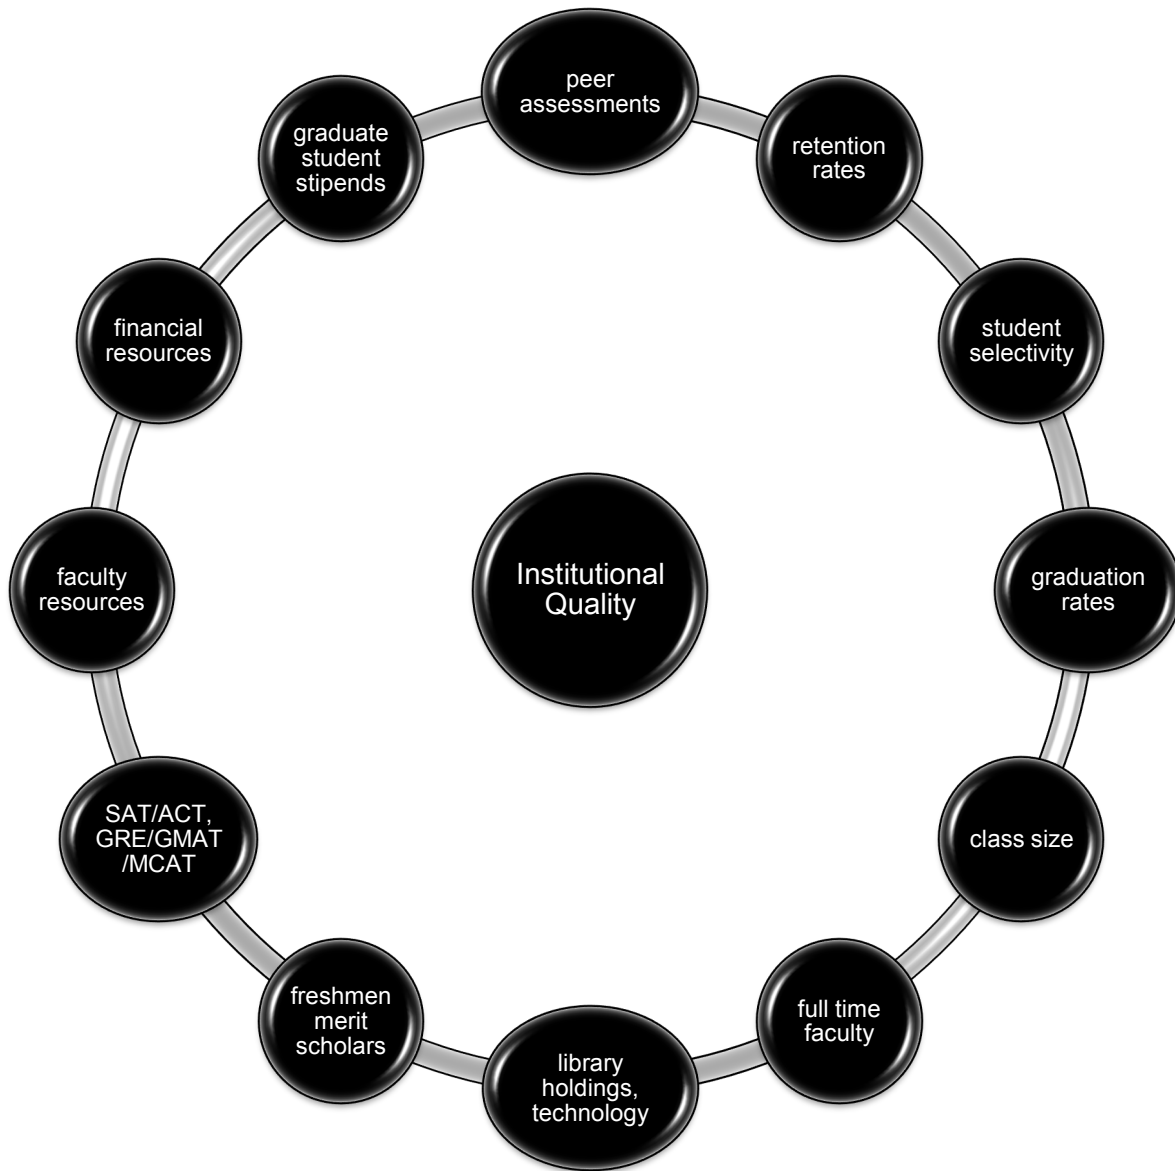 peer
assessments
retention
rates
student
selectivity
graduation
rates
class size
full time
faculty
library
holdings,
technology
freshmen
merit
scholars
SAT/ACT,
GRE/GMAT
/MCAT
faculty
resources
financial
resources
graduate
student
stipends
Institutional
Quality